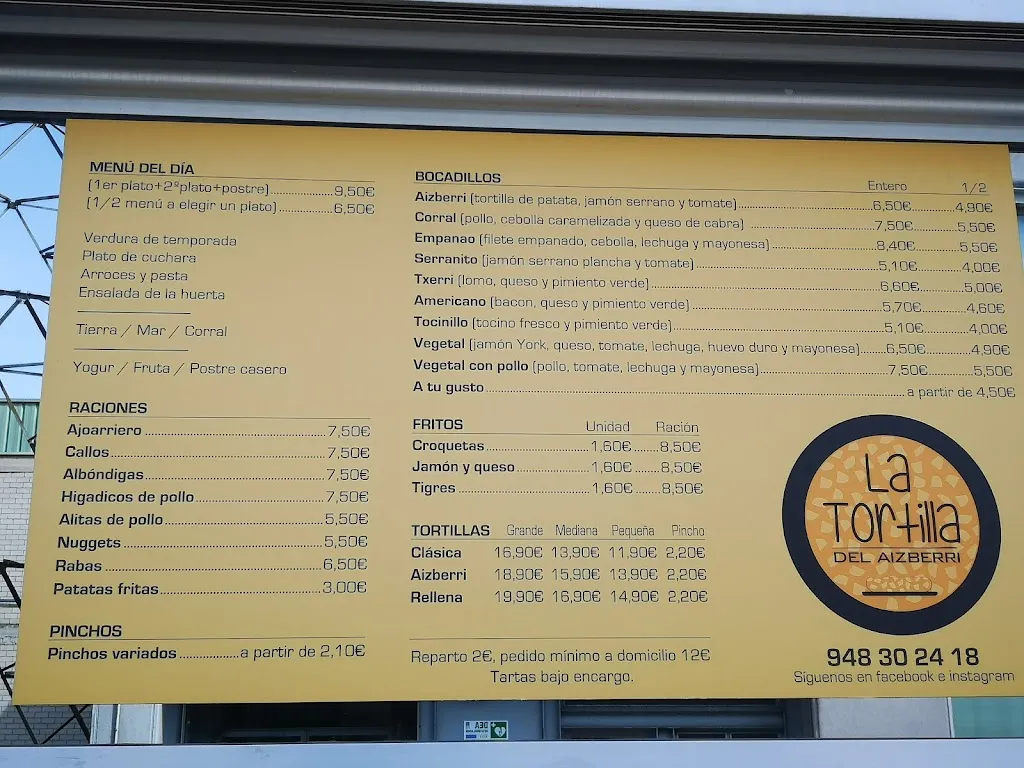 MENÚ DEL DÍA
(1er plato+2ºplato+postre)..................9,50€
(1/2 menú a elegir un plato)................6,50€
Verdura de temporada
Plato de cuchara
Arroces y pasta
Ensalada de la huerta
Tierra / Mar / Corral
Yogur / Fruta / Postre casero
RACIONES
Ajoarriero ..................7,50€
Callos..................7,50€
Albóndigas..................7,50€
Higadicos de pollo..................7,50€
Alitas de pollo..................5,50€
Nuggets..................5,50€
Rabas..................6,50€
Patatas fritas..................3,00€
PINCHOS
Pinchos variados ..................a partir de 2,10€
BOCADILLOS Entero 1/2
Aizberri (tortilla de patata, jamón serrano y tomate)..................6,50€............4,90€
Corral (pollo, cebolla caramelizada y queso de cabra) ..................7,50€............5,50€
Empanao (filete empanado, cebolla, lechuga y mayonesa)..................8,40€............5,50€
Serranito (jamón serrano plancha y tomate)..................5,10€............4,00€
Txerri (lomo, queso y pimiento verde)..................6,60€............5,00€
Americano (bacon, queso y pimiento verde)..................5,70€............4,60€
Tocinillo (tocino fresco y pimiento verde)..................5,10€............4,00€
Vegetal (jamón York, queso, tomate, lechuga, huevo duro y mayonesa)........6,50€............4,90€
Vegetal con pollo (pollo, tomate, lechuga y mayonesa)..................7,50€............5,50€
A tu gusto..................a partir de 4,50€
FRITOS Unidad Ración
Croquetas..................1,60€.......8,50€
Jamón y queso..................1,60€.......8,50€
Tigres..................1,60€.......8,50€
TORTILLAS Grande Mediana Pequeña Pincho
Clásica 16,90€ 13,90€ 11,90€ 2,20€
Aizberri 18,90€ 15,90€ 13,90€ 2,20€
Rellena 19,90€ 16,90€ 14,90€ 2,20€
Reparto 2€, pedido mínimo a domicilio 12€
Tartas bajo encargo.
La
Tortilla
DEL AIZBERRI
948 30 24 18
Síguenos en facebook e instagram